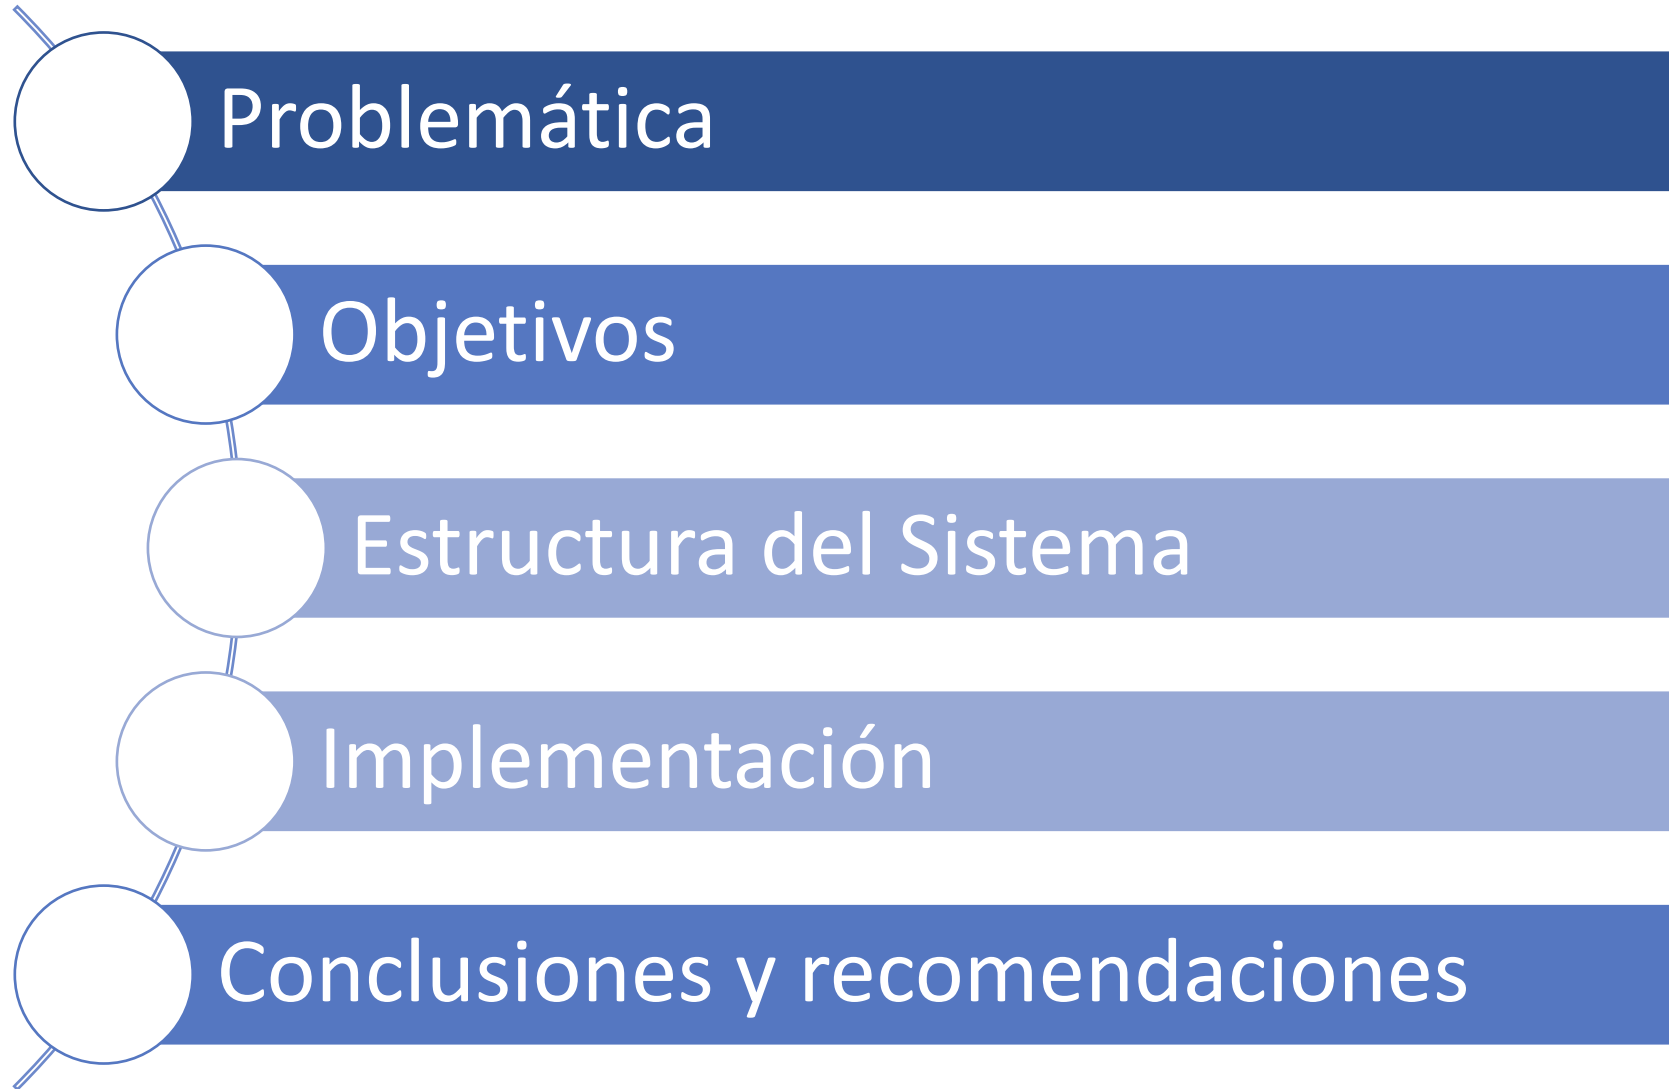 Problemática
Objetivos
Estructura del Sistema
Implementación
Conclusiones y recomendaciones